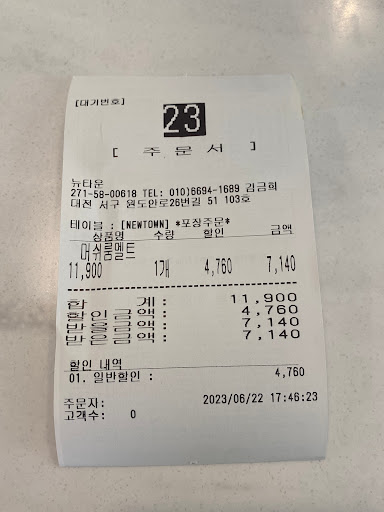 [대기번호]
23
[ 주 문 서 ]
뉴타운
271-58-00618 TEL: 010)6694-1689 김금희
대전 서구 원도안로26번길 51 103호
테이블 : [NEWTOWN] *포장주문*
상품명 수량 할인 금액
머쉬룸멜트
11,900 1개 4,760 7,140
합 계 : 11,900
할인금액: 4,760
받을금액: 7,140
받은금액: 7,140
할인 내역
01. 일반할인 : 4,760
주문자: 2023/06/22 17:46:23
고객수: 0